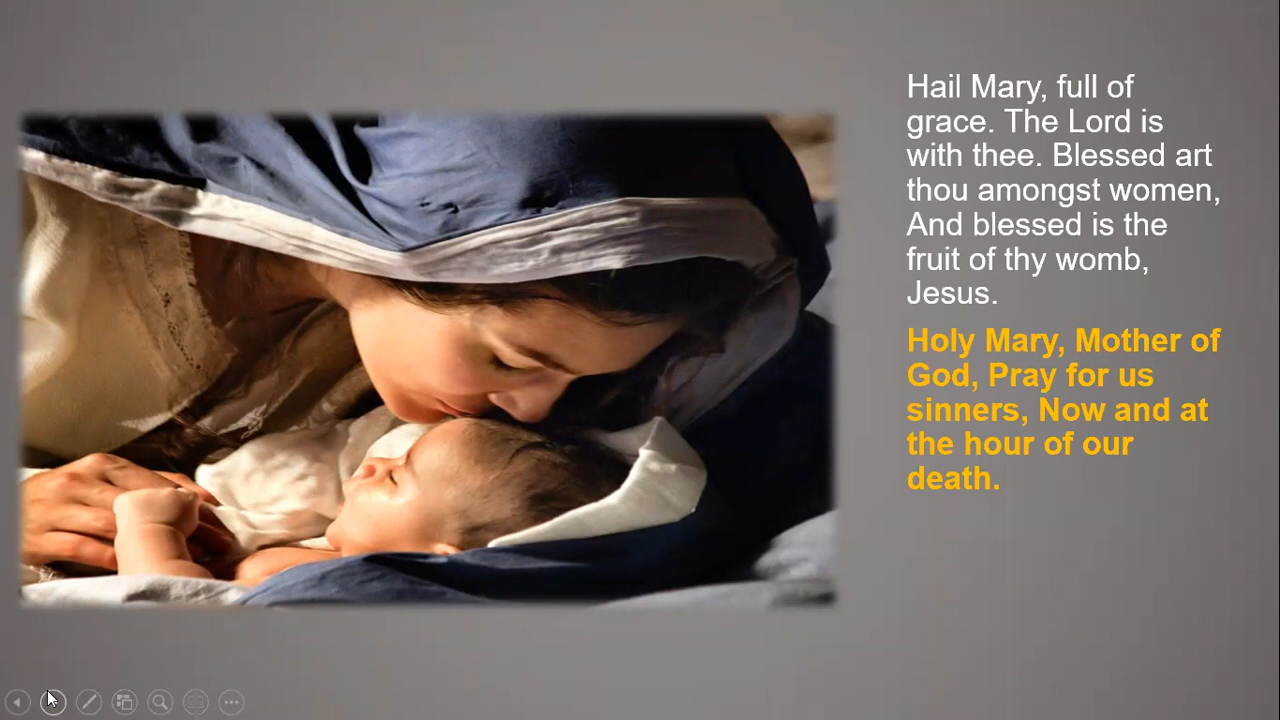 Hail Mary, full of
grace. The Lord is
with thee. Blessed art
thou amongst women,
And blessed is the
fruit of thy womb,
Jesus.
Holy Mary, Mother of
God, Pray for us
sinners, Now and at
the hour of our
death.